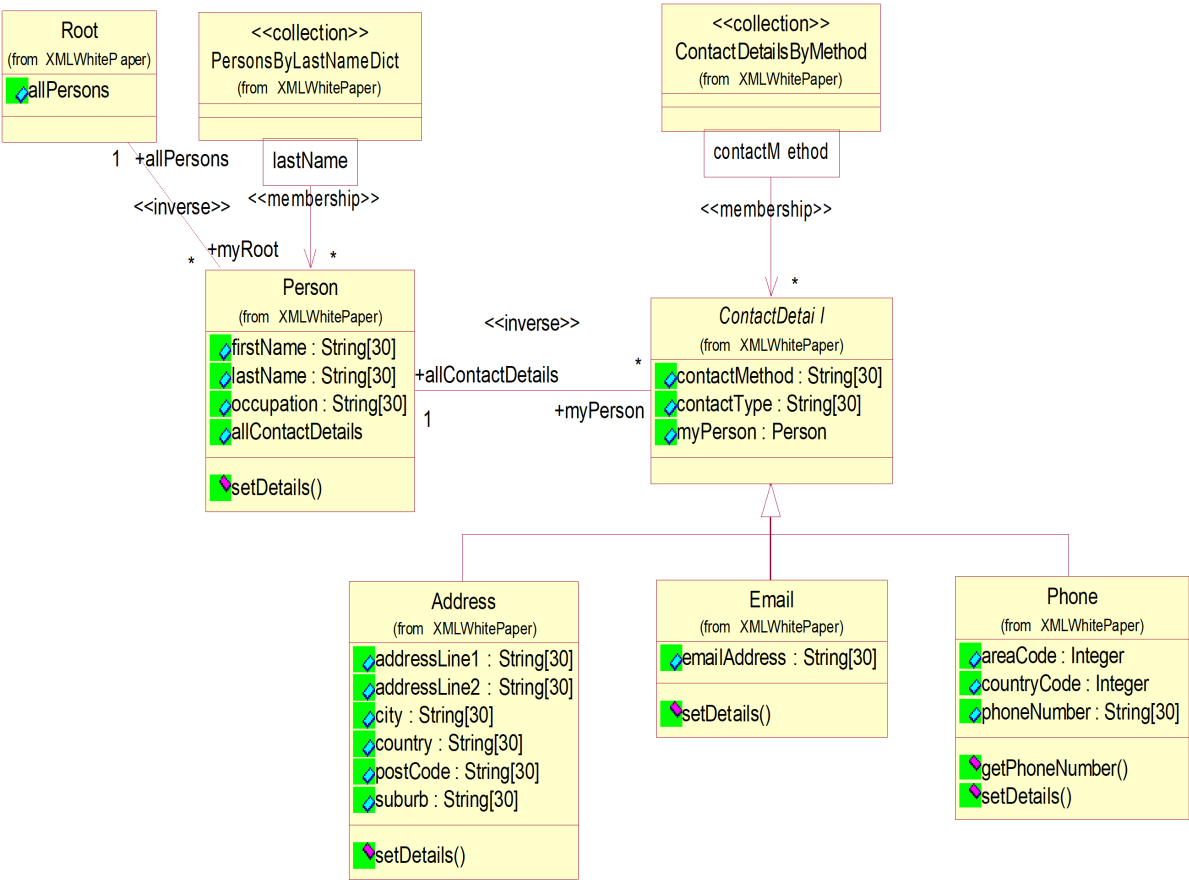 Root
(from XMLWhiteP aper)
allPersons
<<collection>>
PersonsByLastNameDict
(from XMLWhitePaper)
lastName
<<collection>>
ContactDetailsByMethod
(from XMLWhitePaper)
contactM ethod
1 +allPersons
<<inverse>>
+myRoot
*
<<membership>>
*
<<membership>>
*
Person
(from XMLWhitePaper)
firstName : String[30]
lastName : String[30]
occupation : String[30]
allContactDetails
setDetails()
<<inverse>>
*
+allContactDetails
+myPerson
1
ContactDetai l
(from XMLWhitePaper)
contactMethod : String[30]
contactType : String[30]
myPerson : Person
Address
(from XMLWhitePaper)
addressLine1 : String[30]
addressLine2 : String[30]
city : String[30]
country : String[30]
postCode : String[30]
suburb : String[30]
setDetails()
Email
(from XMLWhitePaper)
emailAddress : String[30]
setDetails()
Phone
(from XMLWhitePaper)
areaCode : Integer
countryCode : Integer
phoneNumber : String[30]
getPhoneNumber()
setDetails()